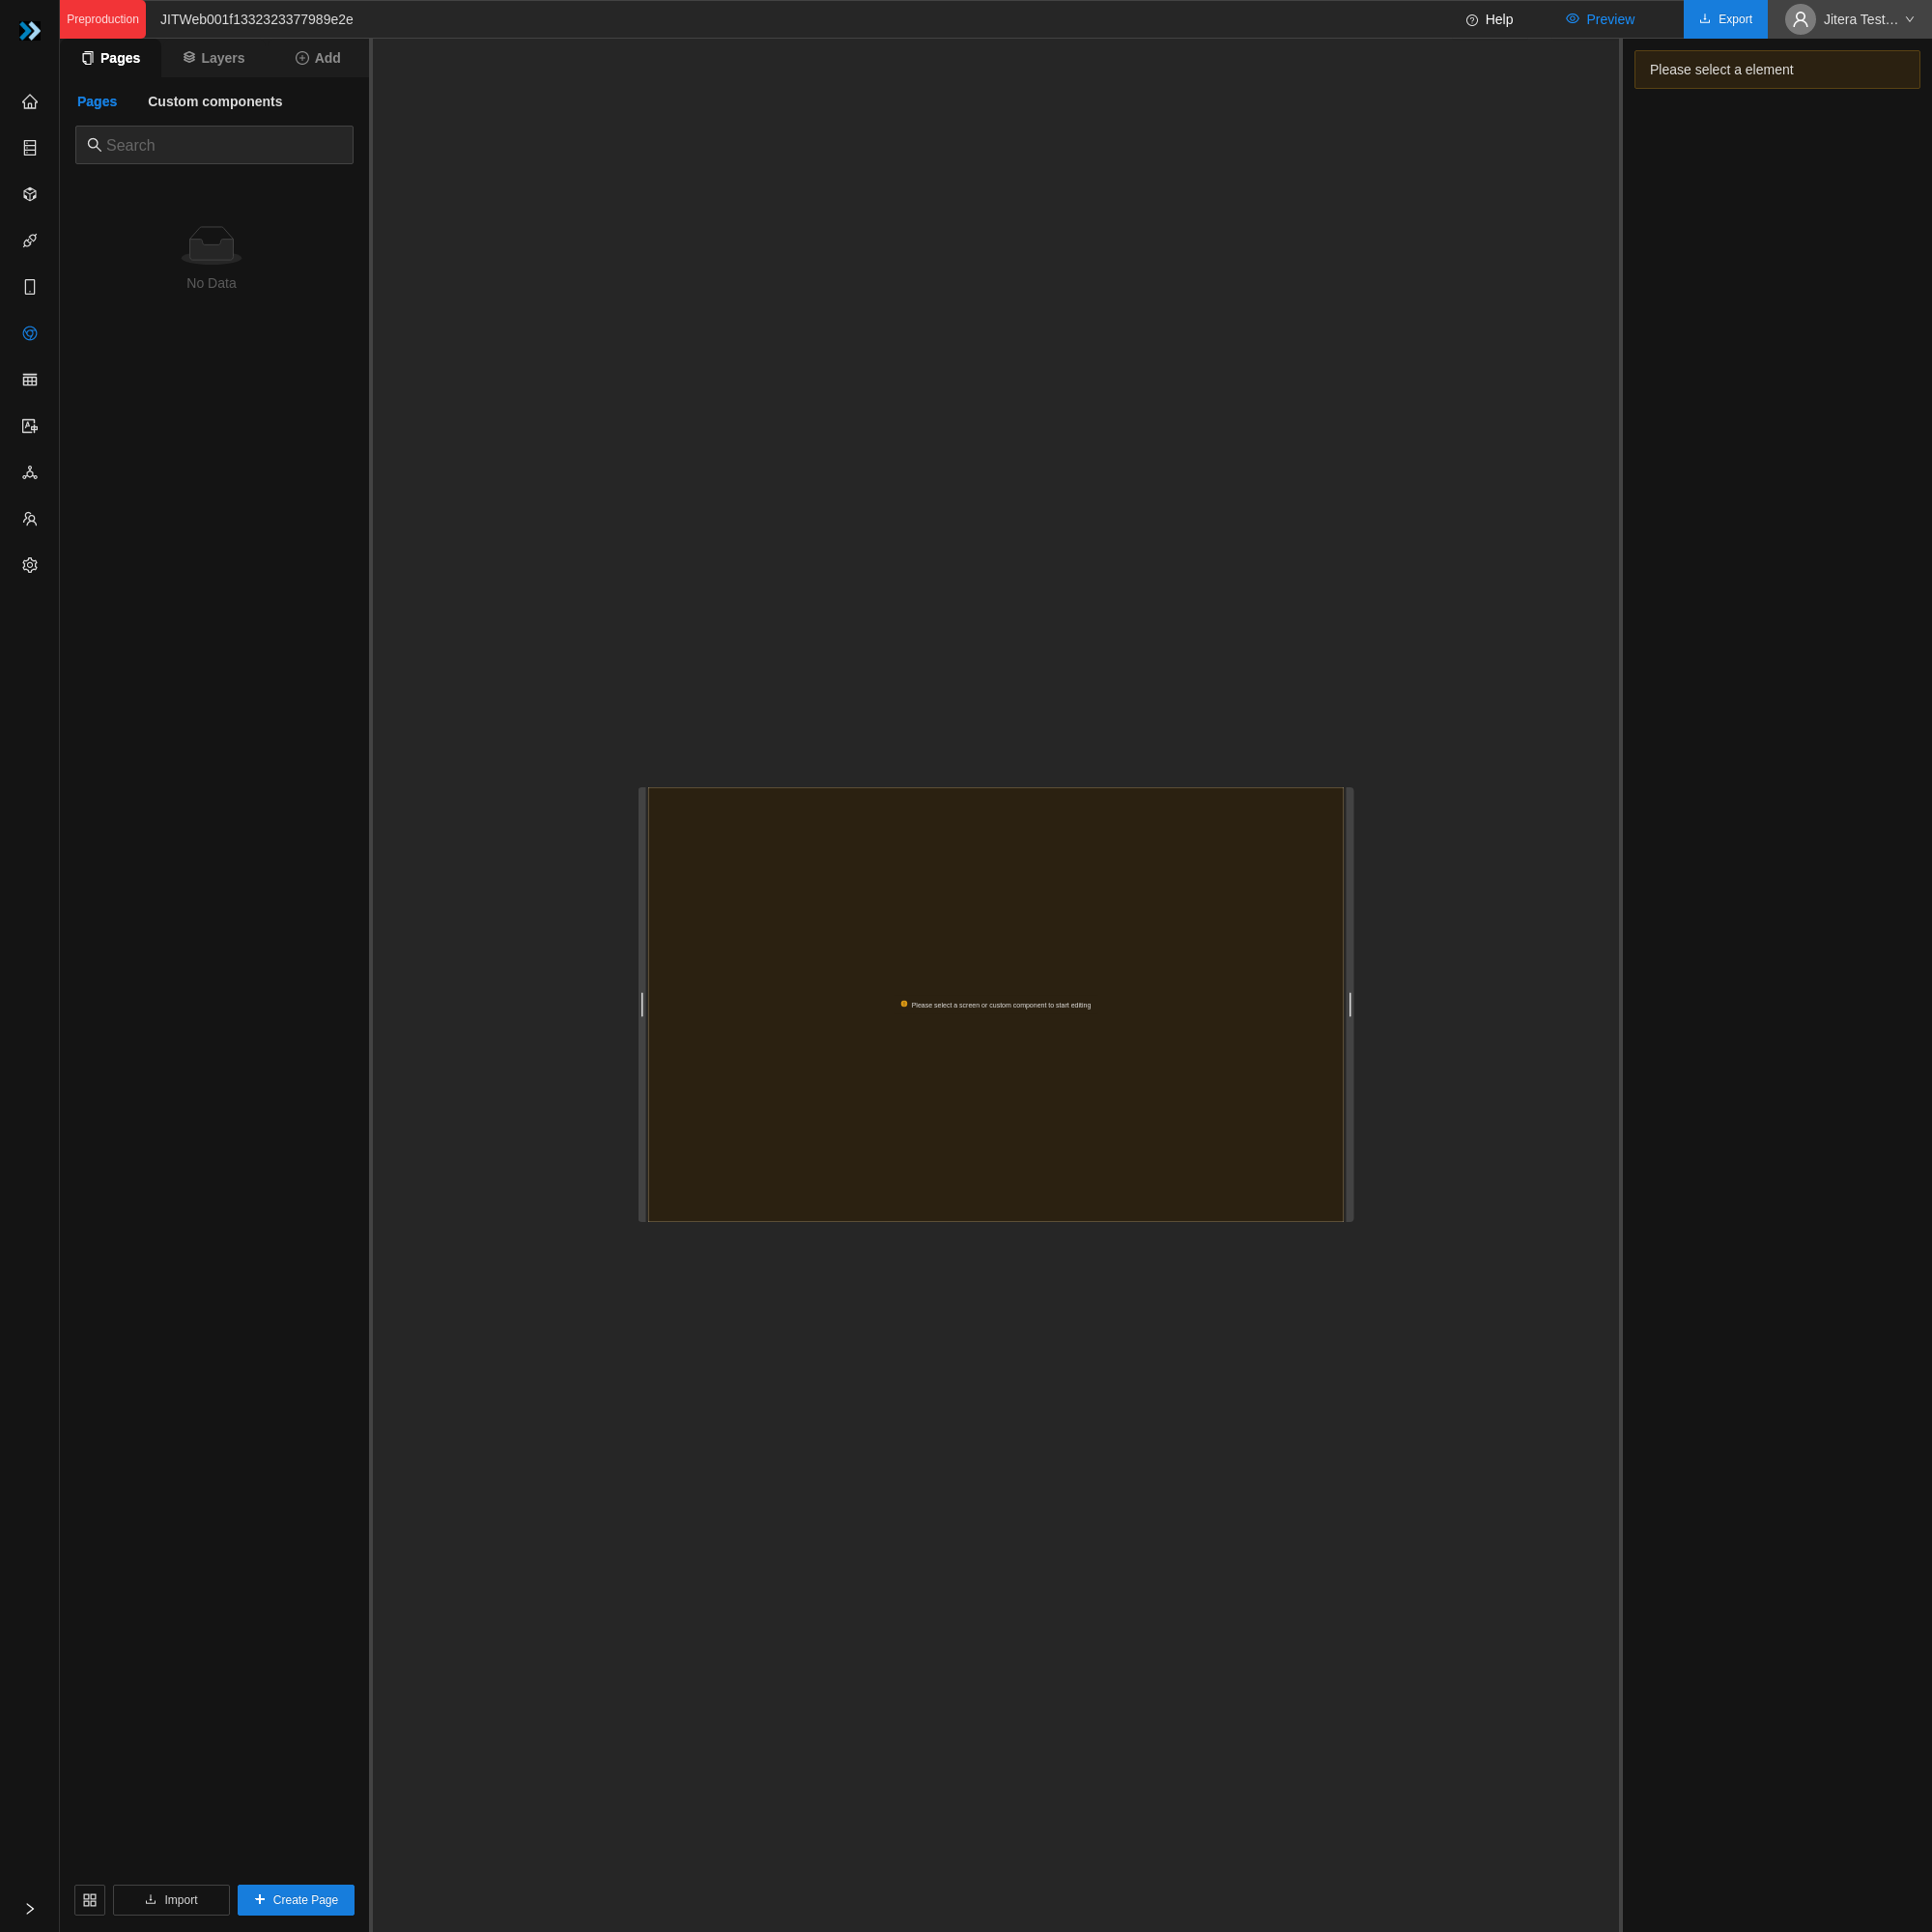 Preproduction
JITWeb001f1332323377989e2e
Help
Preview
Export
Jitera Test…
Pages
Layers
Add
Please select a element
Pages
Custom components
Search
No Data
Please select a screen or custom component to start editing
Import
Create Page